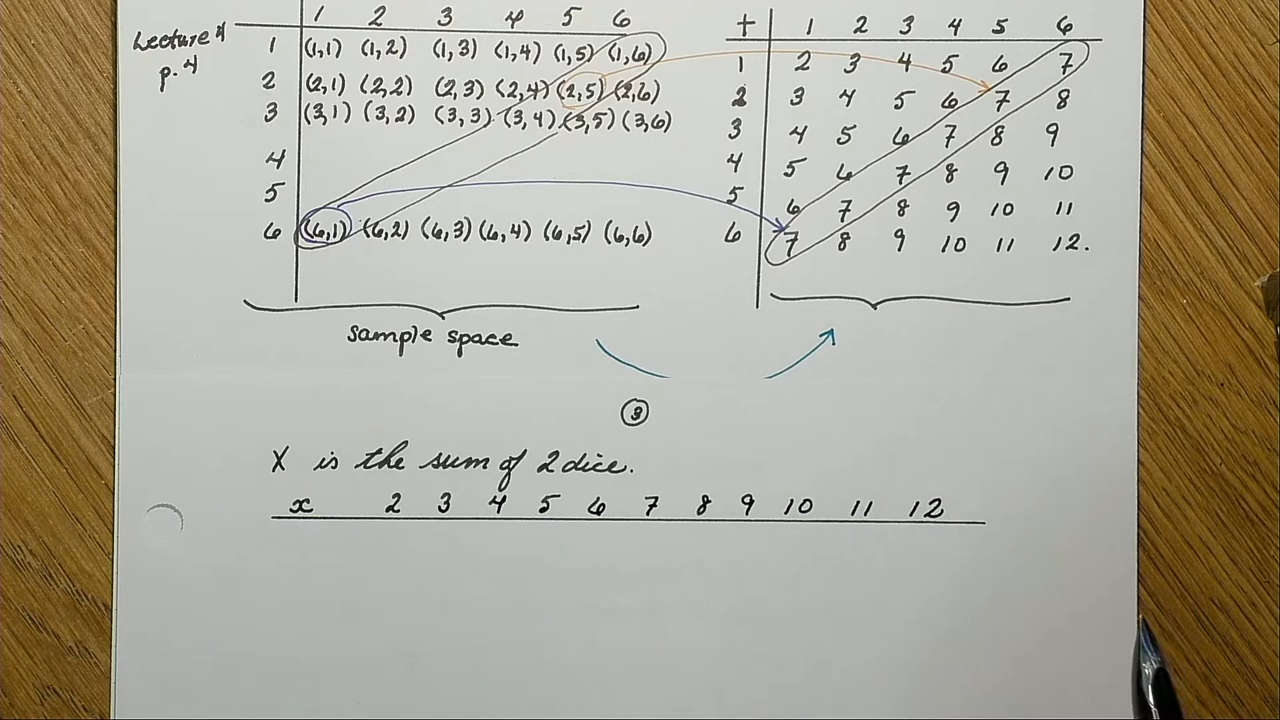 Lecture 4
p. 4
1 2 3 4 5 6
1 (1,1) (1,2) (1,3) (1,4) (1,5) (1,6)
2 (2,1) (2,2) (2,3) (2,4) (2,5) (2,6)
3 (3,1) (3,2) (3,3) (3,4) (3,5) (3,6)
4
5
6 (6,1) (6,2) (6,3) (6,4) (6,5) (6,6)
sample space
+ 1 2 3 4 5 6
1 2 3 4 5 6 7
2 3 4 5 6 7 8
3 4 5 6 7 8 9
4 5 6 7 8 9 10
5 6 7 8 9 10 11
6 7 8 9 10 11 12.
X is the sum of 2 dice.
x 2 3 4 5 6 7 8 9 10 11 12